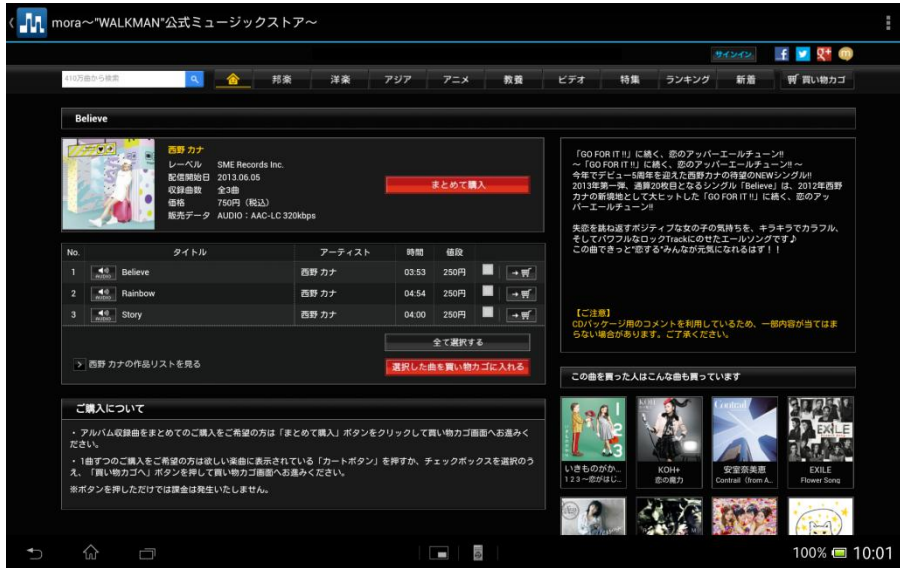 mora～"WALKMAN"公式ミュージックストア～
サインイン
410万曲から検索
邦楽 洋楽 アジア アニメ 教養 ビデオ 特集 ランキング 新着 買い物カゴ
Believe
西野 カナ
レーベル SME Records Inc.
配信開始日 2013.06.05
収録曲数 全3曲
価格 750円（税込）
販売データ AUDIO：AAC-LC 320kbps
まとめて購入
No. タイトル アーティスト 時間 値段
1 AUDIO Believe 西野 カナ 03:53 250円
2 AUDIO Rainbow 西野 カナ 04:54 250円
3 AUDIO Story 西野 カナ 04:00 250円
全て選択する
西野 カナの作品リストを見る
選択した曲を買い物カゴに入れる
ご購入について
・アルバム収録曲をまとめてのご購入をご希望の方は「まとめて購入」ボタンをクリックして買い物カゴ画面へお進みく
ださい。
・1曲ずつのご購入をご希望の方は欲しい楽曲に表示されている「カートボタン」を押すか、チェックボックスを選択のう
え、「買い物カゴへ」ボタンを押して買い物カゴ画面へお進みください。
※ボタンを押しただけでは課金は発生いたしません。
「GO FOR IT !!」に続く、恋のアッパーエールチューン!!
～「GO FOR IT !!」に続く、恋のアッパーエールチューン!!～
今年でデビュー5周年を迎えた西野カナの待望のNEWシングル!!
2013年第一弾、通算20枚目となるシングル「Believe」は、2012年西野
カナの新境地として大ヒットした「GO FOR IT !!」に続く、恋のアッ
パーエールチューン!!
失恋を跳ね返すポジティブな女の子の気持ちを、キラキラでカラフル、
そしてパワフルなロックTrackにのせたエールソングです♪
この曲できっと"恋する"みんなが元気になれるはず！！
【ご注意】
CDパッケージ用のコメントを利用しているため、一部内容が当てはま
らない場合があります。ご了承ください。
この曲を買った人はこんな曲も買っています
1
2
3
Contrail
EXILE
いきものがか...
1 2 3～恋がはじ...
KOH+
恋の魔力
安室奈美恵
Contrail（from A...
EXILE
Flower Song
100% 10:01